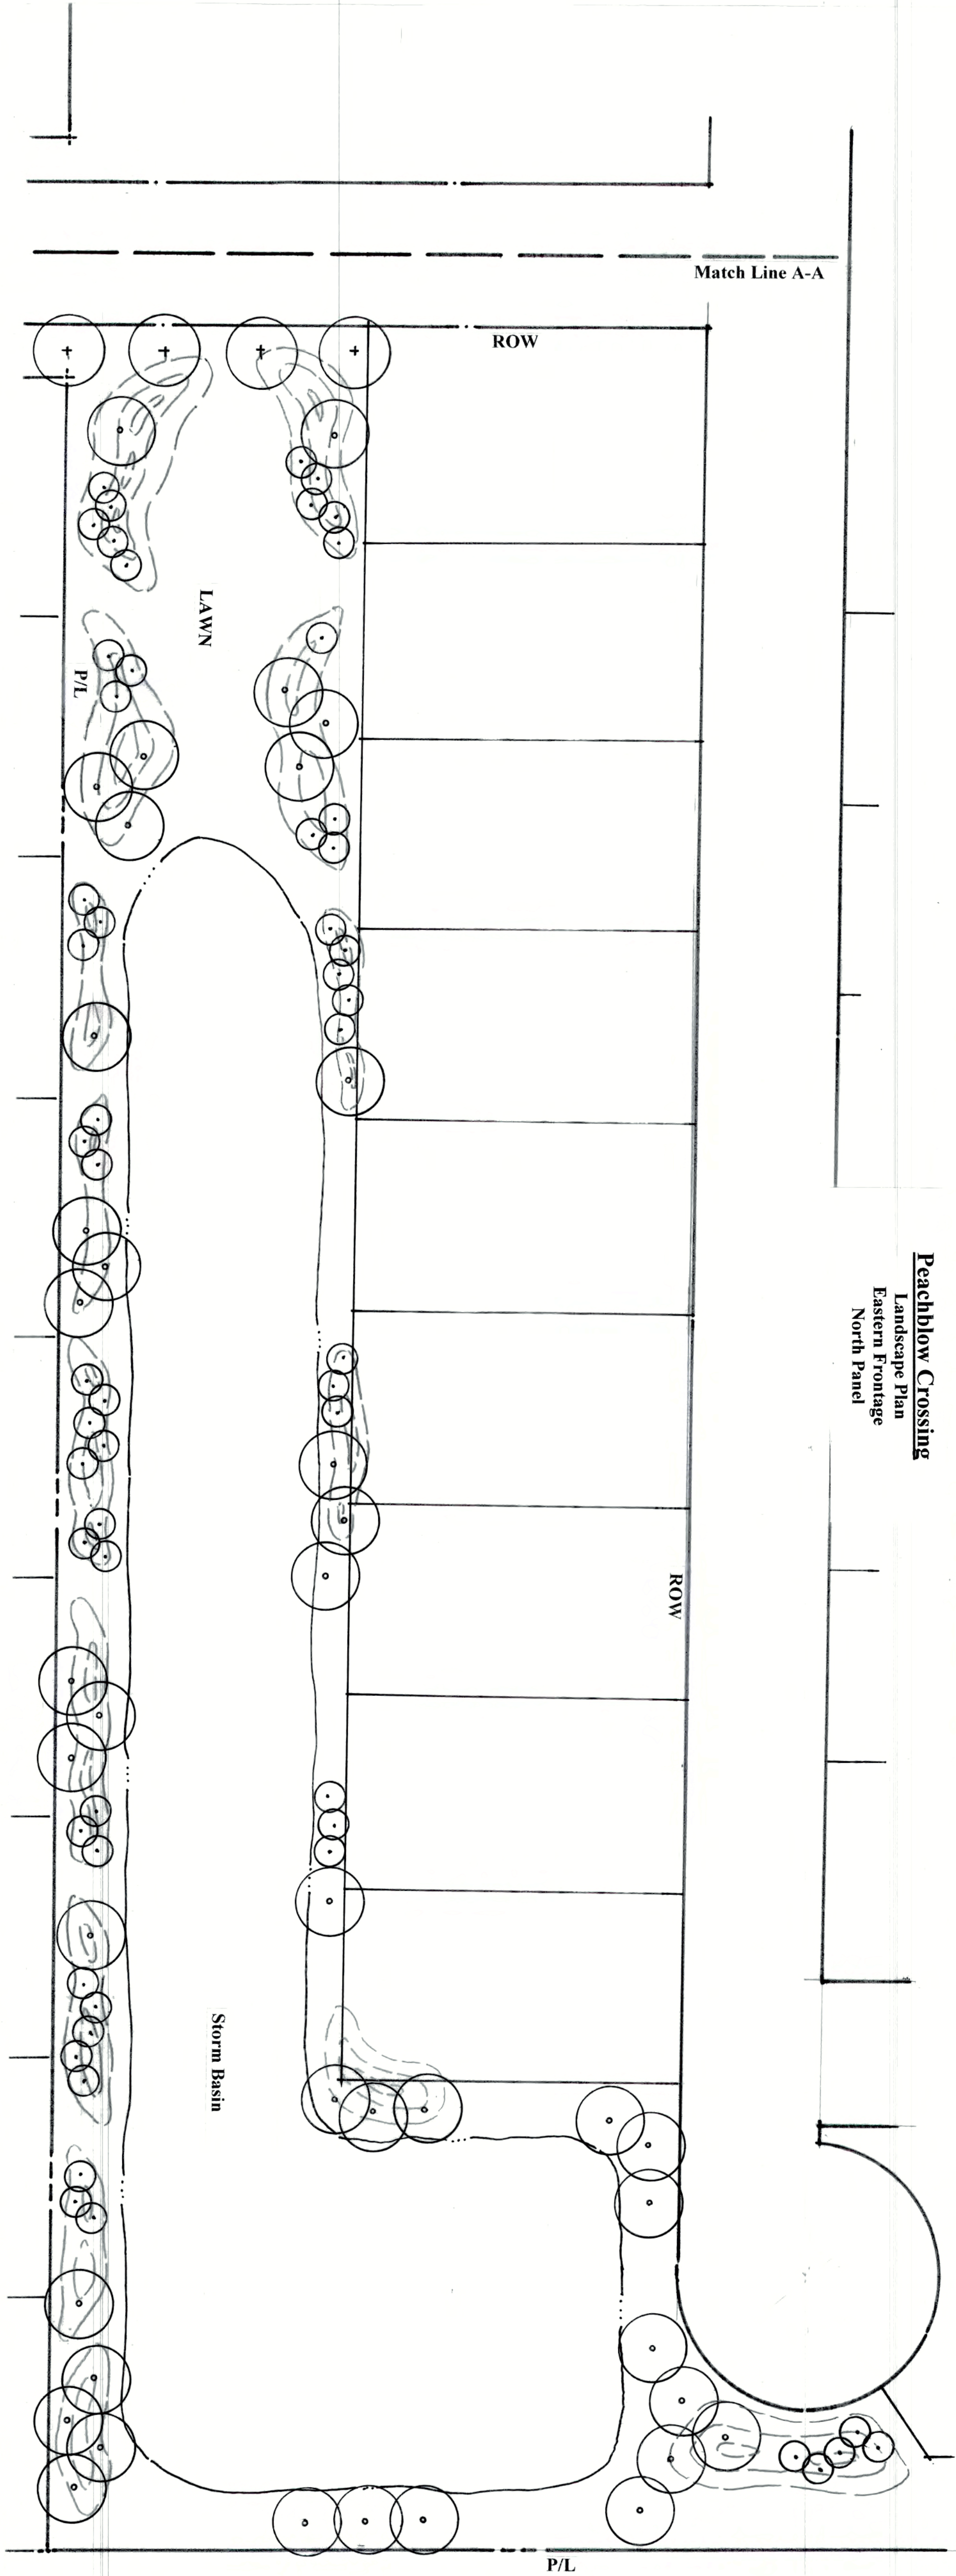 Match Line A-A
ROW
LAWN
P/L
Peachblow Crossing
Landscape Plan
Eastern Frontage
North Panel
ROW
Storm Basin
P/L